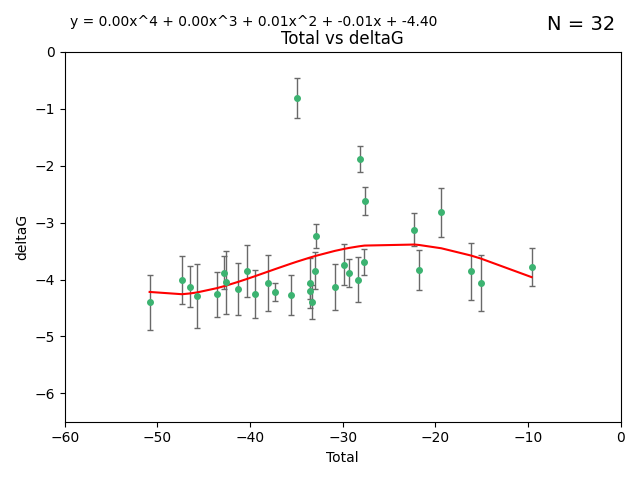 y = 0.00x^4 + 0.00x^3 + 0.01x^2 + -0.01x + -4.40
N = 32
Total vs deltaG
0
−1
−2
−3
−4
−5
−6
deltaG
−60 −50 −40 −30 −20 −10 0
Total